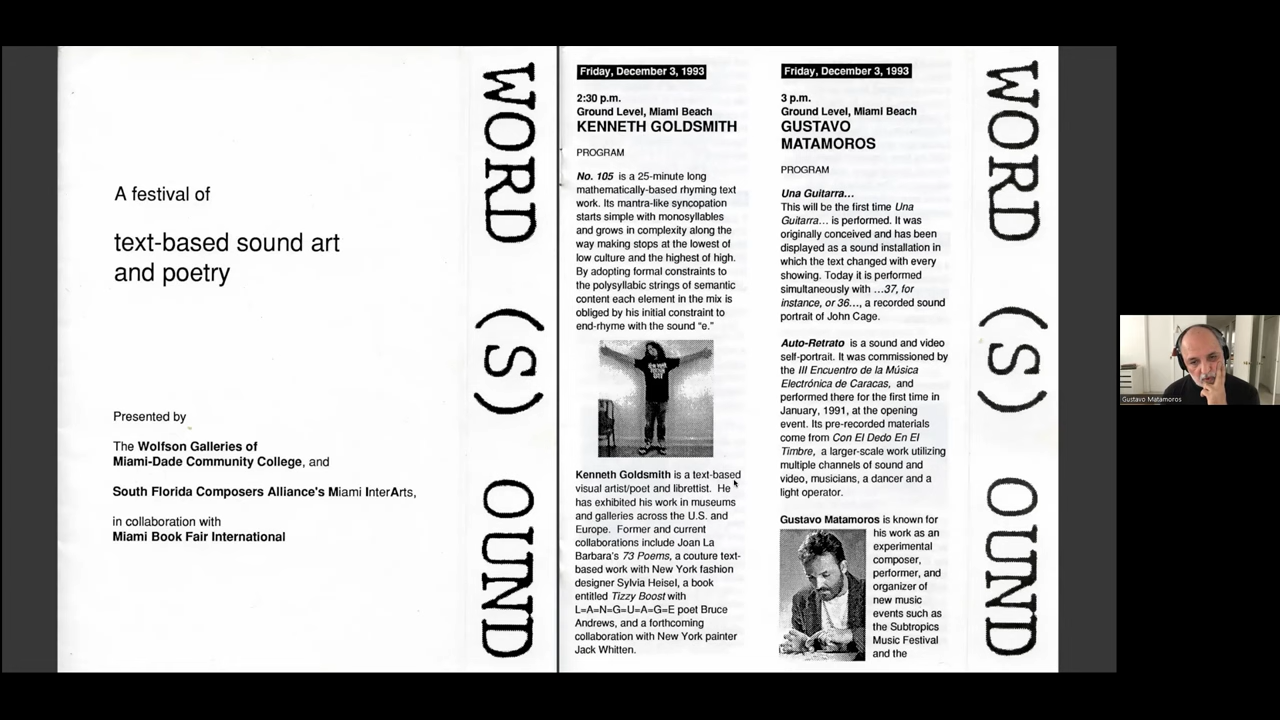 A festival of
text-based sound art
and poetry
Presented by
The Wolfson Galleries of
Miami-Dade Community College, and
South Florida Composers Alliance's Miami InterArts,
in collaboration with
Miami Book Fair International
WORD (S) OUND
Friday, December 3, 1993
2:30 p.m.
Ground Level, Miami Beach
KENNETH GOLDSMITH
PROGRAM
No. 105 is a 25-minute long
mathematically-based rhyming text
work. Its mantra-like syncopation
starts simple with monosyllables
and grows in complexity along the
way making stops at the lowest of
low culture and the highest of high.
By adopting formal constraints to
the polysyllabic strings of semantic
content each element in the mix is
obliged by his initial constraint to
end-rhyme with the sound “e.”
Kenneth Goldsmith is a text-based
visual artist/poet and librettist. He
has exhibited his work in museums
and galleries across the U.S. and
Europe. Former and current
collaborations include Joan La
Barbara's 73 Poems, a couture text-
based work with New York fashion
designer Sylvia Heisel, a book
entitled Tizzy Boost with
L=A=N=G=U=A=G=E poet Bruce
Andrews, and a forthcoming
collaboration with New York painter
Jack Whitten.
Friday, December 3, 1993
3 p.m.
Ground Level, Miami Beach
GUSTAVO
MATAMOROS
PROGRAM
Una Guitarra...
This will be the first time Una
Guitarra... is performed. It was
originally conceived and has been
displayed as a sound installation in
which the text changed with every
showing. Today it is performed
simultaneously with ...37, for
instance, or 36..., a recorded sound
portrait of John Cage.
Auto-Retrato is a sound and video
self-portrait. It was commissioned by
the III Encuentro de la Música
Electrónica de Caracas, and
performed there for the first time in
January, 1991, at the opening
event. Its pre-recorded materials
come from Con El Dedo En El
Timbre, a larger-scale work utilizing
multiple channels of sound and
video, musicians, a dancer and a
light operator.
Gustavo Matamoros is known for
his work as an
experimental
composer,
performer, and
organizer of
new music
events such as
the Subtropics
Music Festival
and the
WORD (S) OUND
Gustavo Matamoros